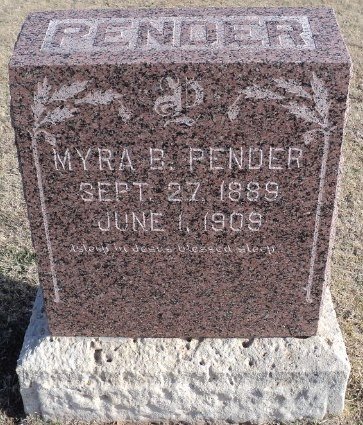 PENDER
P
MYRA B. PENDER
SEPT. 27. 1889
JUNE 1, 1909
Asleep in Jesus blessed sleep